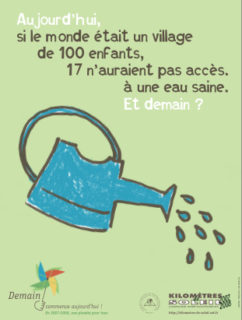 Aujourd'hui,
si le monde était un village
de 100 enfants,
17 n'auraient pas accès
à une eau saine.
Et demain ?
Demain
commence aujourd'hui !
KILOMÈTRES
SOLEIL